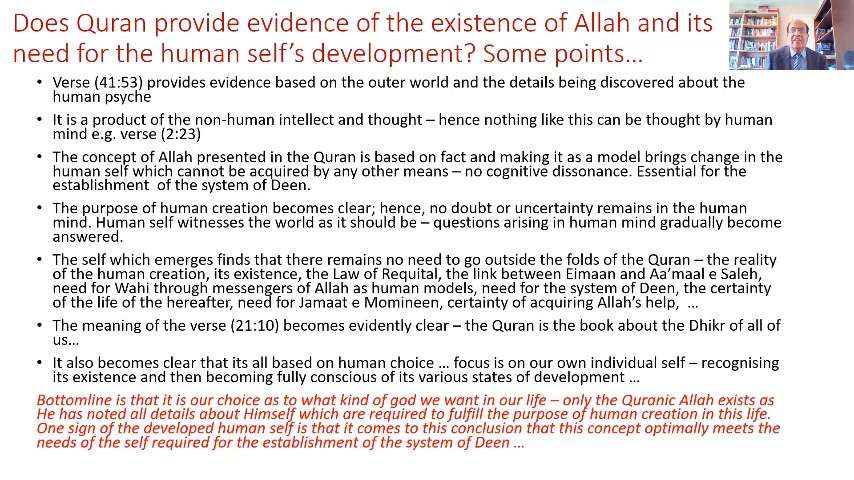 Does Quran provide evidence of the existence of Allah and its
need for the human self's development? Some points…
• Verse (41:53) provides evidence based on the outer world and the details being discovered about the
human psyche
• It is a product of the non-human intellect and thought – hence nothing like this can be thought by human
mind e.g. verse (2:23)
• The concept of Allah presented in the Quran is based on fact and making it as a model brings change in the
human self which cannot be acquired by any other means – no cognitive dissonance. Essential for the
establishment of the system of Deen.
• The purpose of human creation becomes clear; hence, no doubt or uncertainty remains in the human
mind. Human self witnesses the world as it should be – questions arising in human mind gradually become
answered.
• The self which emerges finds that there remains no need to go outside the folds of the Quran – the reality
of the human creation, its existence, the Law of Requital, the link between Eimaan and Aa'maal e Saleh,
need for Wahi through messengers of Allah as human models, need for the system of Deen, the certainty
of the life of the hereafter, need for Jamaat e Momineen, certainty of acquiring Allah's help, …
• The meaning of the verse (21:10) becomes evidently clear – the Quran is the book about the Dhikr of all of
us…
• It also becomes clear that its all based on human choice … focus is on our own individual self – recognising
its existence and then becoming fully conscious of its various states of development …
Bottomline is that it is our choice as to what kind of god we want in our life – only the Quranic Allah exists as
He has noted all details about Himself which are required to fulfill the purpose of human creation in this life.
One sign of the developed human self is that it comes to this conclusion that this concept optimally meets the
needs of the self required for the establishment of the system of Deen …